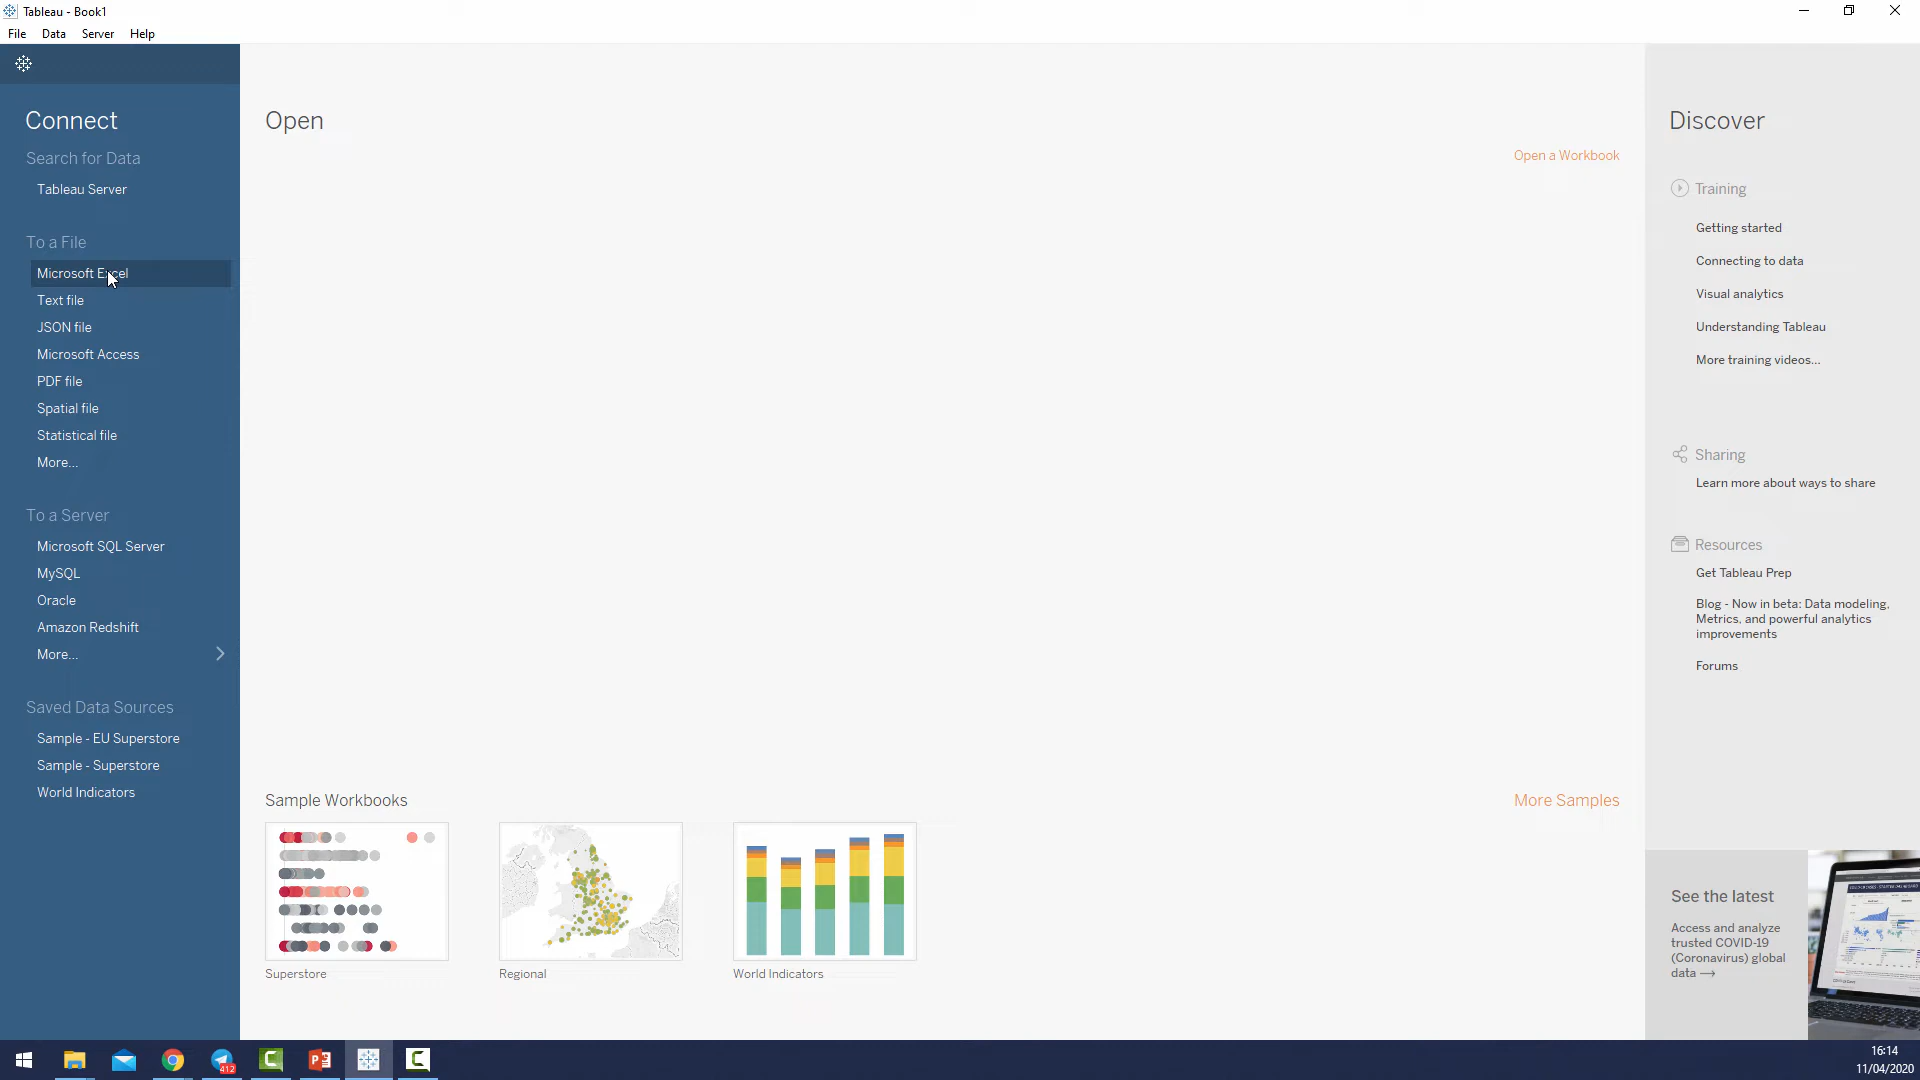 Tableau - Book1
File Data Server Help
Connect
Search for Data
Tableau Server
To a File
Microsoft Excel
Text file
JSON file
Microsoft Access
PDF file
Spatial file
Statistical file
More...
To a Server
Microsoft SQL Server
MySQL
Oracle
Amazon Redshift
More...
Saved Data Sources
Sample - EU Superstore
Sample - Superstore
World Indicators
Open
Open a Workbook
Sample Workbooks
More Samples
Superstore
Regional
World Indicators
Discover
Training
Getting started
Connecting to data
Visual analytics
Understanding Tableau
More training videos...
Sharing
Learn more about ways to share
Resources
Get Tableau Prep
Blog - Now in beta: Data modeling,
Metrics, and powerful analytics
improvements
Forums
See the latest
Access and analyze
trusted COVID-19
(Coronavirus) global
data →
412
16:14
11/04/2020